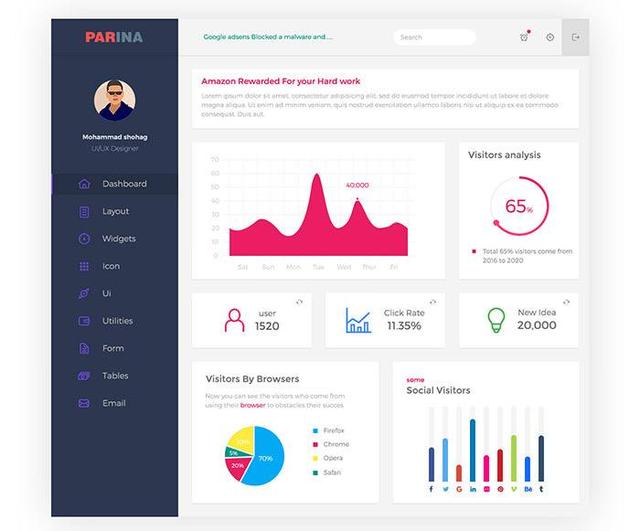 PARINA
Google adsens Blocked a malware and....
Search
Mohammad shohag
UI/UX Designer
Dashboard
Layout
Widgets
Icon
Ui
Utilities
Form
Tables
Email
Amazon Rewarded For your Hard work
Lorem ipsum dolor sit amet, consectetur adipiscing elit, sed do eiusmod tempor incididunt ut labore et dolore
magna aliqua. Ut enim ad minim veniam, quis nostrud exercitation ullamco laboris nisi ut aliquip ex ea commodo
consequat. Duis aut.
70
60
50
40
30
20
10
0
40:000
Sat Sun Mon Tue Wed Thur Fri
Visitors analysis
65%
Total 65% visitors come from
2016 to 2020
user
1520
Click Rate
11.35%
New Idea
20,000
Visitors By Browsers
Now you can see the visitors who come from
using their browser to obstacles their succes
10%
5%
20%
70%
Firefox
Chrome
Opera
Safari
some
Social Visitors